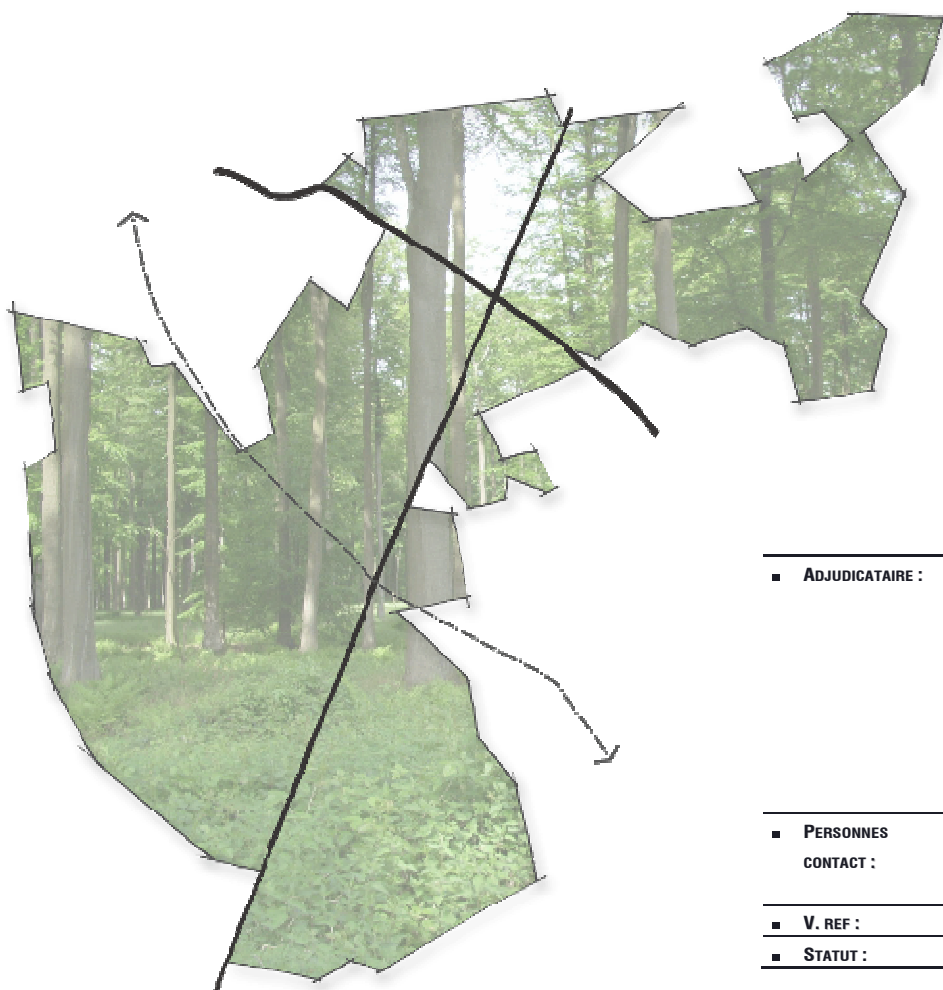 ▪ ADJUDICATAIRE :
▪ PERSONNES
CONTACT :
▪ V. REF :
▪ STATUT :